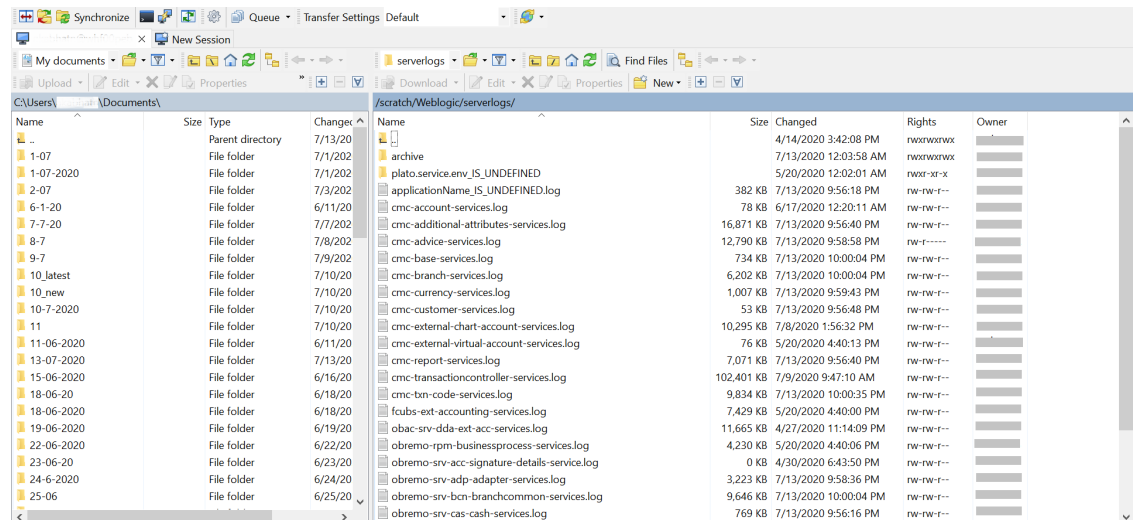 Synchronize Queue Transfer Settings Default
New Session
My documents
Upload Edit Properties »
C:\Users\ \Documents\
Name Size Type Changed
.. Parent directory 7/13/20
1-07 File folder 7/1/202
1-07-2020 File folder 7/1/202
2-07 File folder 7/3/202
6-1-20 File folder 6/11/20
7-7-20 File folder 7/7/202
8-7 File folder 7/8/202
9-7 File folder 7/9/202
10_latest File folder 7/10/20
10_new File folder 7/10/20
10-7-2020 File folder 7/10/20
11 File folder 7/10/20
11-06-2020 File folder 6/11/20
13-07-2020 File folder 7/13/20
15-06-2020 File folder 6/16/20
18-06-20 File folder 6/18/20
18-06-2020 File folder 6/18/20
19-06-2020 File folder 6/19/20
22-06-2020 File folder 6/22/20
23-06-20 File folder 6/23/20
24-6-2020 File folder 6/24/20
25-06 File folder 6/25/20
serverlogs Find Files
Download Edit Properties New
/scratch/Weblogic/serverlogs/
Name Size Changed Rights Owner
.. 4/14/2020 3:42:08 PM rwxrwxrwx
archive 7/13/2020 12:03:58 AM rwxrwxrwx
plato.service.env_IS_UNDEFINED 5/20/2020 12:02:01 AM rwxr-xr-x
applicationName_IS_UNDEFINED.log 382 KB 7/13/2020 9:56:18 PM rw-rw-r--
cmc-account-services.log 78 KB 6/17/2020 12:20:11 AM rw-rw-r--
cmc-additional-attributes-services.log 16,871 KB 7/13/2020 9:56:40 PM rw-rw-r--
cmc-advice-services.log 12,790 KB 7/13/2020 9:58:58 PM rw-r-----
cmc-base-services.log 734 KB 7/13/2020 10:00:04 PM rw-rw-r--
cmc-branch-services.log 6,202 KB 7/13/2020 10:00:04 PM rw-rw-r--
cmc-currency-services.log 1,007 KB 7/13/2020 9:59:43 PM rw-rw-r--
cmc-customer-services.log 53 KB 7/13/2020 9:56:48 PM rw-rw-r--
cmc-external-chart-account-services.log 10,295 KB 7/8/2020 1:56:32 PM rw-rw-r--
cmc-external-virtual-account-services.log 76 KB 5/20/2020 4:40:13 PM rw-rw-r--
cmc-report-services.log 7,071 KB 7/13/2020 9:56:40 PM rw-rw-r--
cmc-transactioncontroller-services.log 102,401 KB 7/9/2020 9:47:10 AM rw-rw-r--
cmc-txn-code-services.log 9,834 KB 7/13/2020 10:00:35 PM rw-rw-r--
fcubs-ext-accounting-services.log 7,429 KB 5/20/2020 4:40:00 PM rw-rw-r--
obac-srv-dda-ext-acc-services.log 11,665 KB 4/27/2020 11:14:09 PM rw-rw-r--
obremo-rpm-businessprocess-services.log 4,230 KB 5/20/2020 4:40:06 PM rw-rw-r--
obremo-srv-acc-signature-details-service.log 0 KB 4/30/2020 6:43:50 PM rw-rw-r--
obremo-srv-adp-adapter-services.log 3,223 KB 7/13/2020 9:58:36 PM rw-rw-r--
obremo-srv-bcn-branchcommon-services.log 9,646 KB 7/13/2020 10:00:04 PM rw-rw-r--
obremo-srv-cas-cash-services.log 769 KB 7/13/2020 9:56:16 PM rw-rw-r--